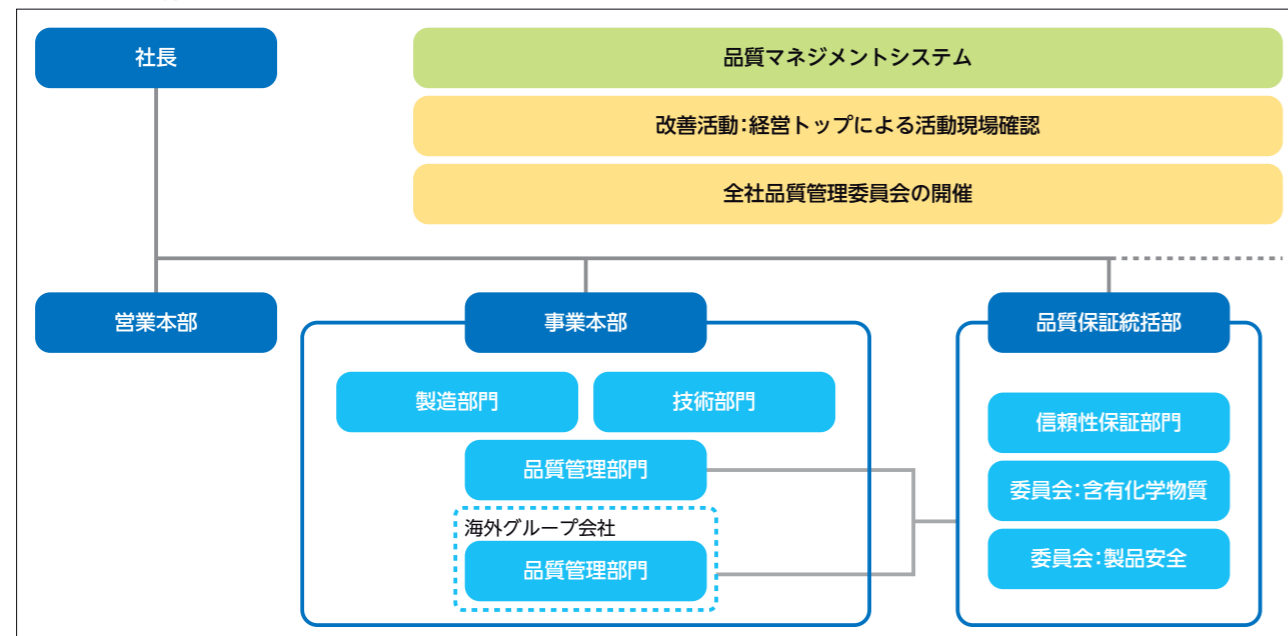 社長
品質マネジメントシステム
改善活動：経営トップによる活動現場確認
全社品質管理委員会の開催
営業本部
事業本部
品質保証統括部
製造部門
技術部門
品質管理部門
海外グループ会社
品質管理部門
信頼性保証部門
委員会：含有化学物質
委員会：製品安全